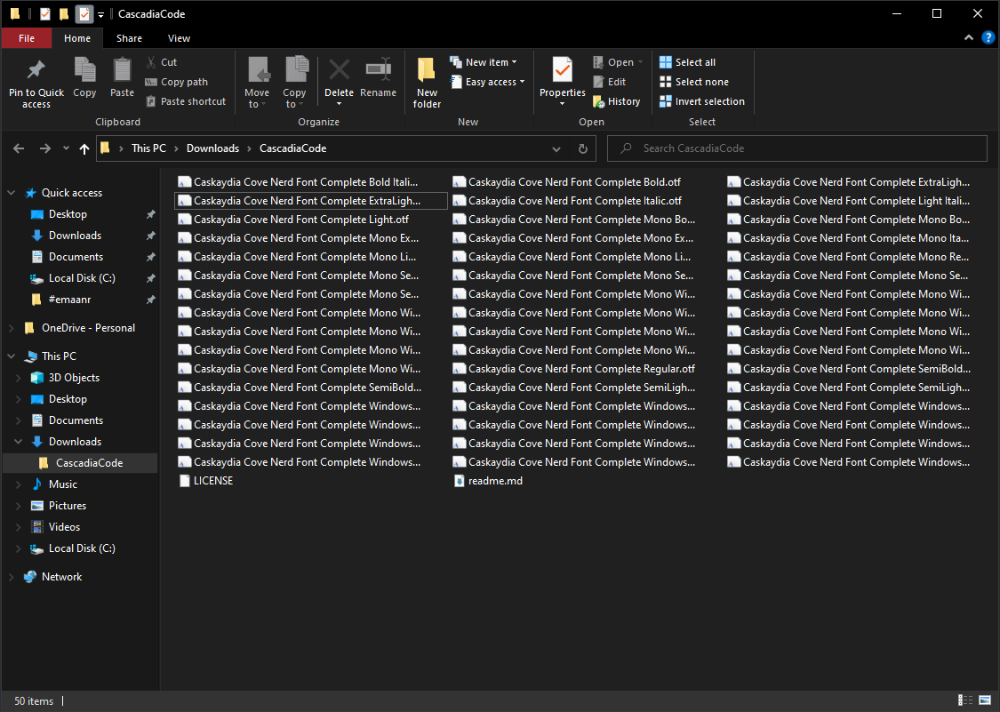 CascadiaCode
File Home Share View
Pin to Quick access
Copy
Paste
Cut
Copy path
Paste shortcut
Clipboard
Move to
Copy to
Delete
Rename
Organize
New folder
New item
Easy access
New
Properties
Open
Edit
History
Open
Select all
Select none
Invert selection
Select
This PC > Downloads > CascadiaCode
Search CascadiaCode
Quick access
Desktop
Downloads
Documents
Local Disk (C:)
#emaanr
OneDrive - Personal
This PC
3D Objects
Desktop
Documents
Downloads
CascadiaCode
Music
Pictures
Videos
Local Disk (C:)
Network
Caskaydia Cove Nerd Font Complete Bold Itali... Caskaydia Cove Nerd Font Complete Bold.otf Caskaydia Cove Nerd Font Complete ExtraLigh...
Caskaydia Cove Nerd Font Complete ExtraLigh... Caskaydia Cove Nerd Font Complete Italic.otf Caskaydia Cove Nerd Font Complete Light Itali...
Caskaydia Cove Nerd Font Complete Light.otf Caskaydia Cove Nerd Font Complete Mono Bo... Caskaydia Cove Nerd Font Complete Mono Bo...
Caskaydia Cove Nerd Font Complete Mono Ex... Caskaydia Cove Nerd Font Complete Mono Ex... Caskaydia Cove Nerd Font Complete Mono Ita...
Caskaydia Cove Nerd Font Complete Mono Li... Caskaydia Cove Nerd Font Complete Mono Li... Caskaydia Cove Nerd Font Complete Mono Re...
Caskaydia Cove Nerd Font Complete Mono Se... Caskaydia Cove Nerd Font Complete Mono Se... Caskaydia Cove Nerd Font Complete Mono Se...
Caskaydia Cove Nerd Font Complete Mono Se... Caskaydia Cove Nerd Font Complete Mono Wi... Caskaydia Cove Nerd Font Complete Mono Wi...
Caskaydia Cove Nerd Font Complete Mono Wi... Caskaydia Cove Nerd Font Complete Mono Wi... Caskaydia Cove Nerd Font Complete Mono Wi...
Caskaydia Cove Nerd Font Complete Mono Wi... Caskaydia Cove Nerd Font Complete Mono Wi... Caskaydia Cove Nerd Font Complete Mono Wi...
Caskaydia Cove Nerd Font Complete Mono Wi... Caskaydia Cove Nerd Font Complete Mono Wi... Caskaydia Cove Nerd Font Complete Mono Wi...
Caskaydia Cove Nerd Font Complete Mono Wi... Caskaydia Cove Nerd Font Complete Regular.otf Caskaydia Cove Nerd Font Complete SemiBold...
Caskaydia Cove Nerd Font Complete SemiBold... Caskaydia Cove Nerd Font Complete SemiLigh... Caskaydia Cove Nerd Font Complete SemiLigh...
Caskaydia Cove Nerd Font Complete Windows... Caskaydia Cove Nerd Font Complete Windows... Caskaydia Cove Nerd Font Complete Windows...
Caskaydia Cove Nerd Font Complete Windows... Caskaydia Cove Nerd Font Complete Windows... Caskaydia Cove Nerd Font Complete Windows...
Caskaydia Cove Nerd Font Complete Windows... Caskaydia Cove Nerd Font Complete Windows... Caskaydia Cove Nerd Font Complete Windows...
Caskaydia Cove Nerd Font Complete Windows... Caskaydia Cove Nerd Font Complete Windows... Caskaydia Cove Nerd Font Complete Windows...
LICENSE readme.md
50 items